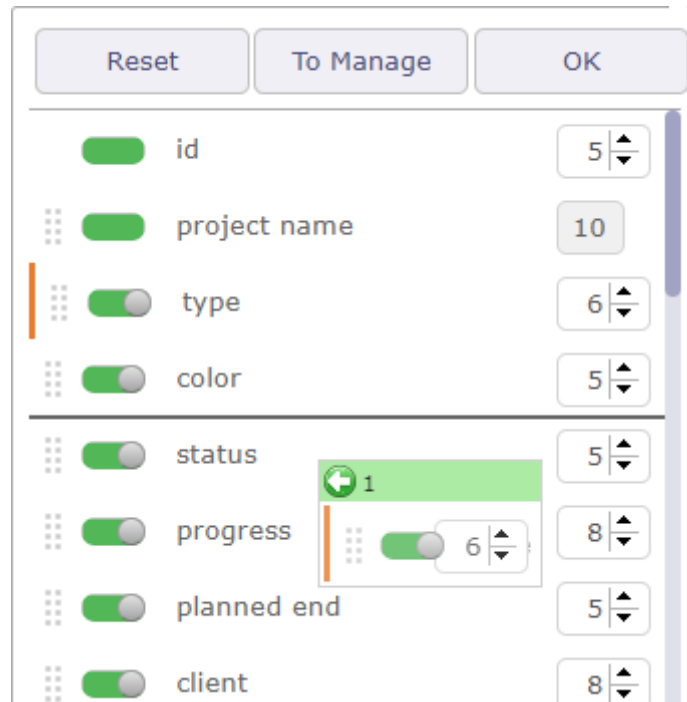 Reset To Manage OK
id 5
project name 10
type 6
color 5
status 5
1
progress 8
6
planned end 5
client 8